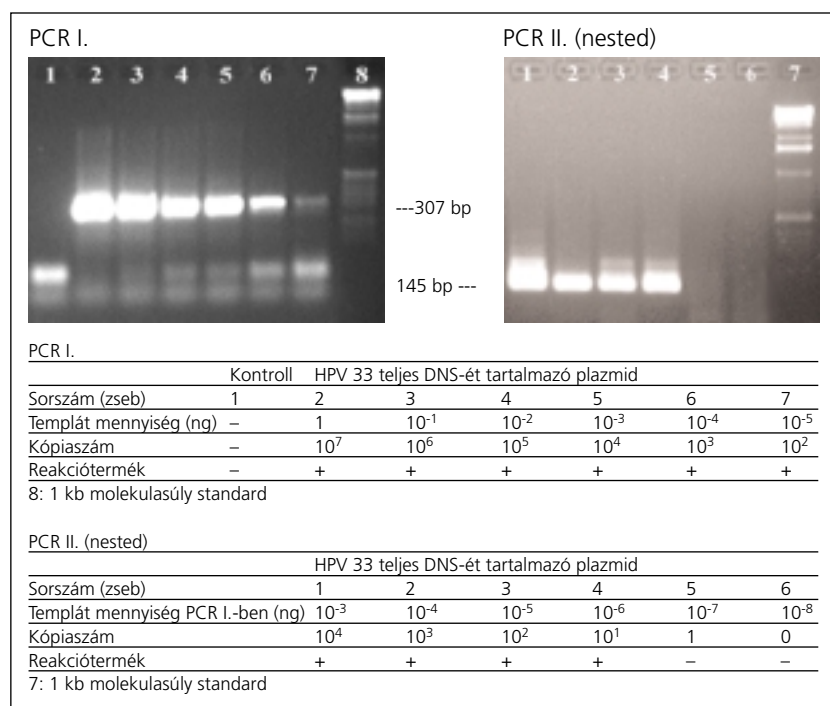 PCR I.
PCR II. (nested)
1 2 3 4 5 6 7 8
1 2 3 4 5 6 7
---307 bp
145 bp ---
PCR I.
Kontroll HPV 33 teljes DNS-ét tartalmazó plazmid
Sorszám (zseb) 1 2 3 4 5 6 7
Templát mennyiség (ng) – 1 10⁻¹ 10⁻² 10⁻³ 10⁻⁴ 10⁻⁵
Kópiaszám – 10⁷ 10⁶ 10⁵ 10⁴ 10³ 10²
Reakciótermék – + + + + + +
8: 1 kb molekulasúly standard
PCR II. (nested)
HPV 33 teljes DNS-ét tartalmazó plazmid
Sorszám (zseb) 1 2 3 4 5 6
Templát mennyiség PCR I.-ben (ng) 10⁻³ 10⁻⁴ 10⁻⁵ 10⁻⁶ 10⁻⁷ 10⁻⁸
Kópiaszám 10⁴ 10³ 10² 10¹ 1 0
Reakciótermék + + + + – –
7: 1 kb molekulasúly standard